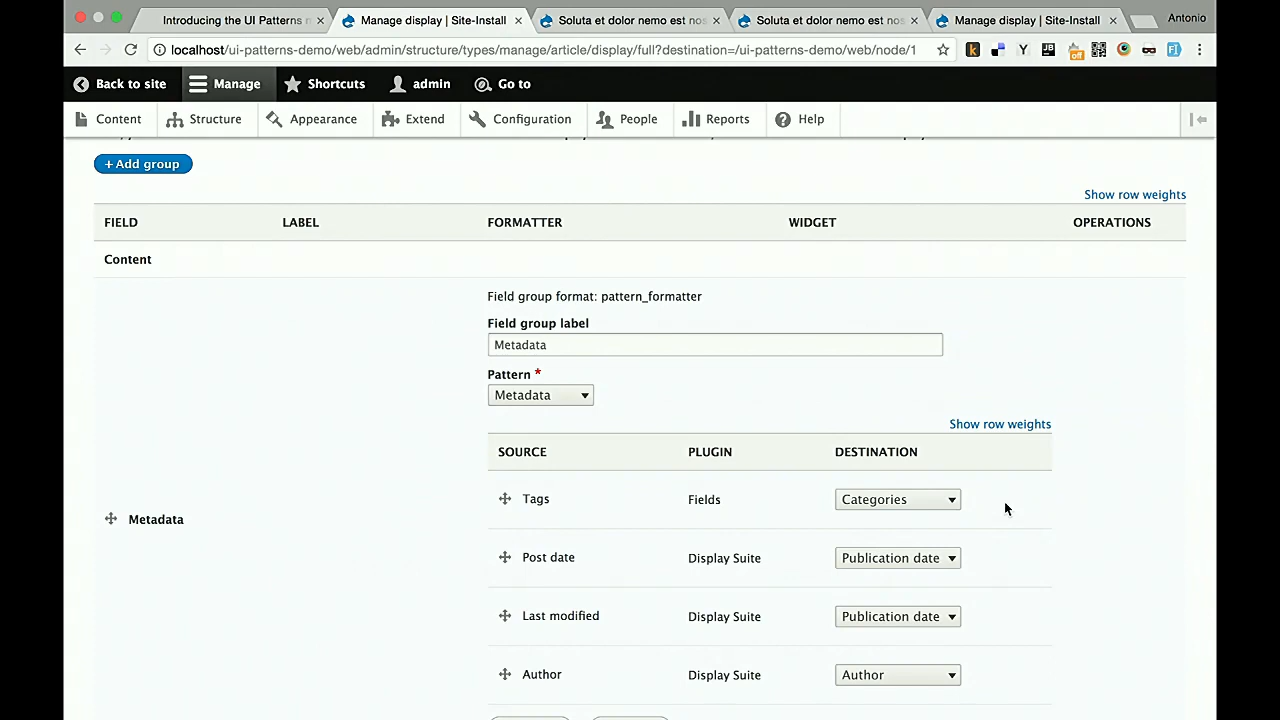 Introducing the UI Patterns m × Manage display | Site-Install × Soluta et dolor nemo est nos × Soluta et dolor nemo est nos × Manage display | Site-Install × Antonio
localhost/ui-patterns-demo/web/admin/structure/types/manage/article/display/full?destination=/ui-patterns-demo/web/node/1
Back to site Manage Shortcuts admin Go to
Content Structure Appearance Extend Configuration People Reports Help
+ Add group
Show row weights
FIELD LABEL FORMATTER WIDGET OPERATIONS
Content
Field group format: pattern_formatter
Field group label
Metadata
Pattern *
Metadata
Show row weights
SOURCE PLUGIN DESTINATION
Tags Fields Categories
Metadata
Post date Display Suite Publication date
Last modified Display Suite Publication date
Author Display Suite Author